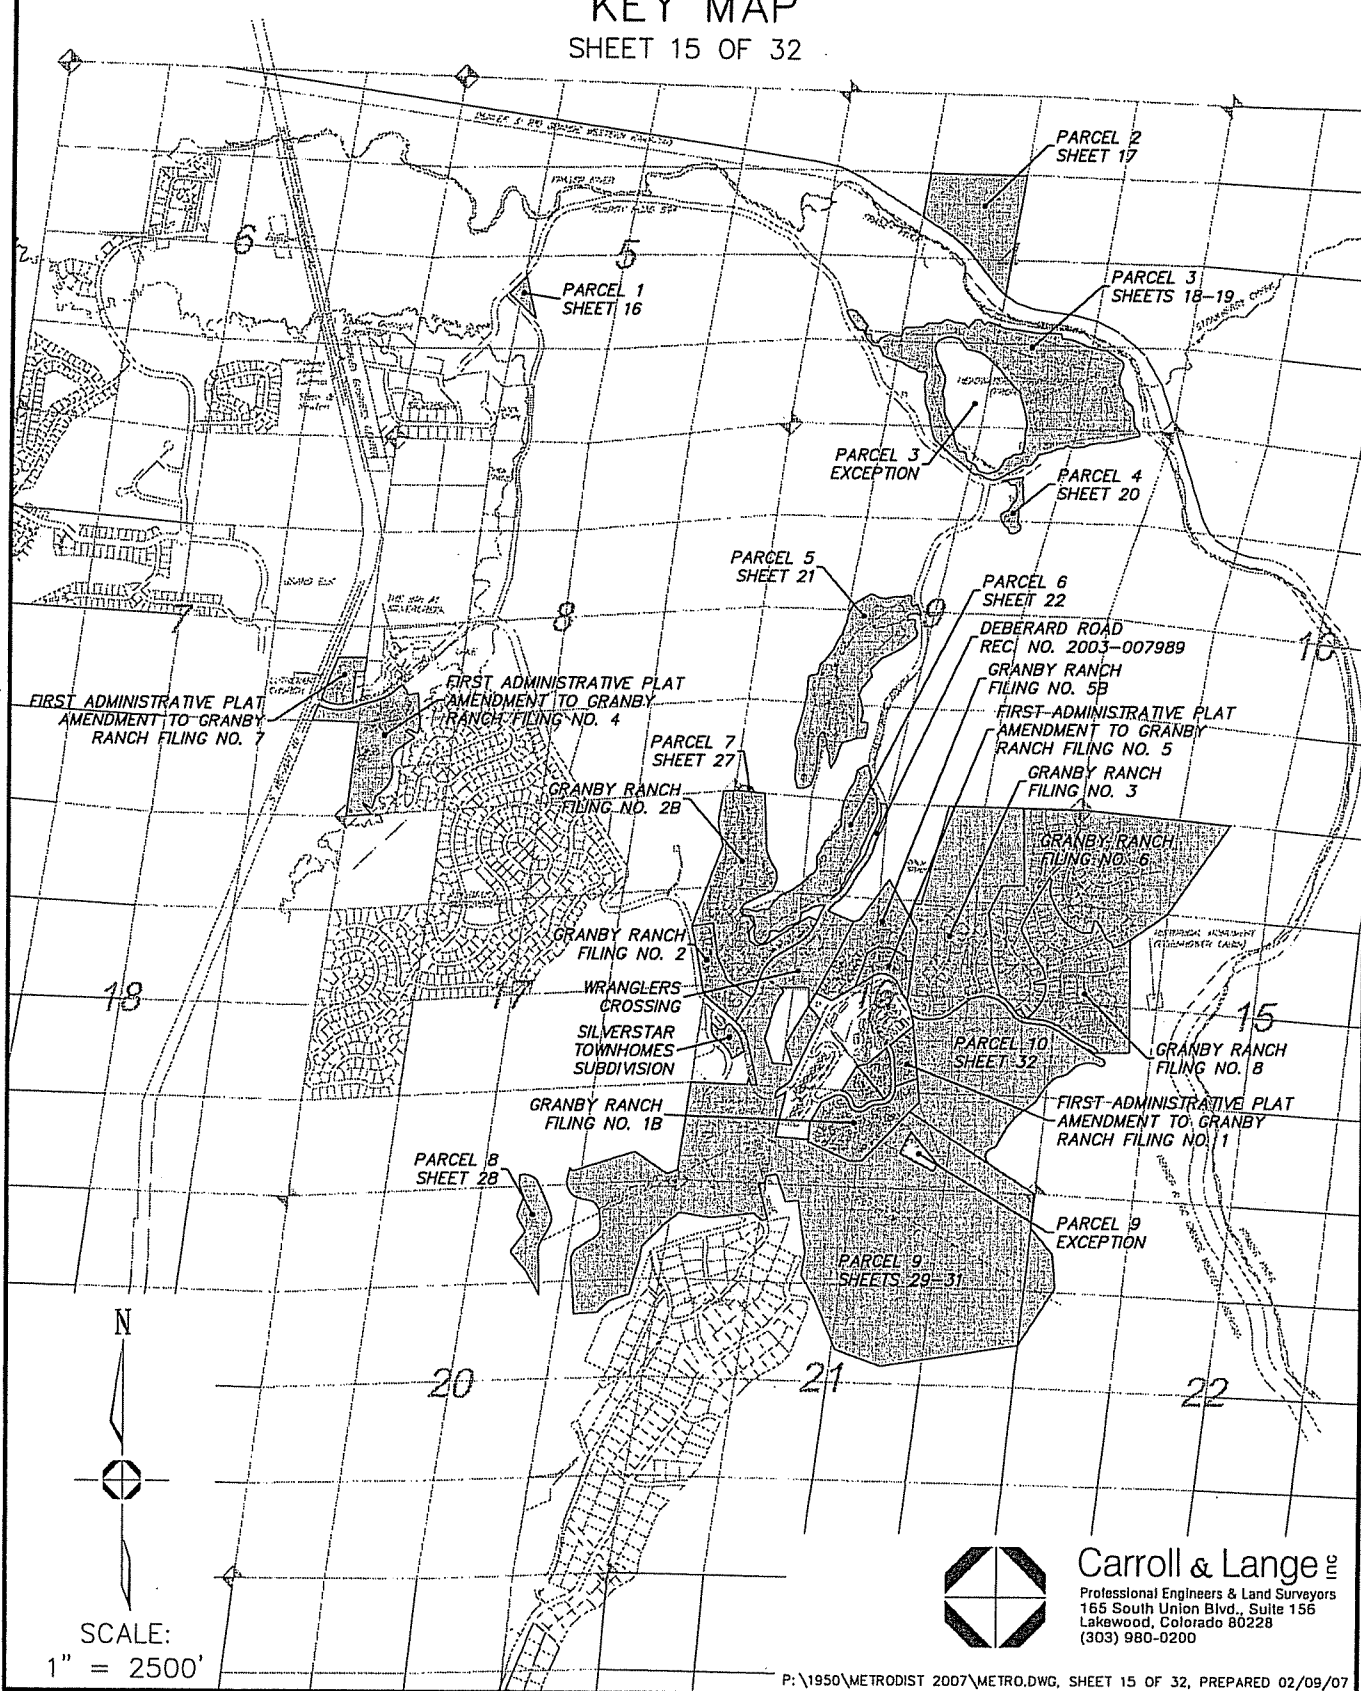 KEY MAP
SHEET 15 OF 32
PARCEL 2
SHEET 17
6
5
PARCEL 1
SHEET 16
PARCEL 3
SHEETS 18-19
PARCEL 3
EXCEPTION
PARCEL 4
SHEET 20
PARCEL 5
SHEET 21
PARCEL 6
SHEET 22
7
8
9
DEBERARD ROAD
REC. NO. 2003-007989
GRANBY RANCH
FILING NO. 5B
FIRST ADMINISTRATIVE PLAT
AMENDMENT TO GRANBY
RANCH FILING NO. 7
FIRST ADMINISTRATIVE PLAT
AMENDMENT TO GRANBY
RANCH FILING NO. 4
FIRST ADMINISTRATIVE PLAT
AMENDMENT TO GRANBY
RANCH FILING NO. 5
PARCEL 7
SHEET 27
GRANBY RANCH
FILING NO. 3
GRANBY RANCH
FILING NO. 2B
GRANBY RANCH
FILING NO. 6
GRANBY RANCH
FILING NO. 2
WRANGLERS
CROSSING
18
17
15
SILVERSTAR
TOWNHOMES
SUBDIVISION
PARCEL 10
SHEET 32
GRANBY RANCH
FILING NO. 8
GRANBY RANCH
FILING NO. 1B
FIRST ADMINISTRATIVE PLAT
AMENDMENT TO GRANBY
RANCH FILING NO. 1
PARCEL 8
SHEET 28
PARCEL 9
EXCEPTION
PARCEL 9
SHEETS 29-31
N
20
21
22
SCALE:
1" = 2500'
Carroll & Lange Inc
Professional Engineers & Land Surveyors
165 South Union Blvd., Suite 156
Lakewood, Colorado 80228
(303) 980-0200
P:\1950\METRODIST 2007\METRO.DWG, SHEET 15 OF 32, PREPARED 02/09/07